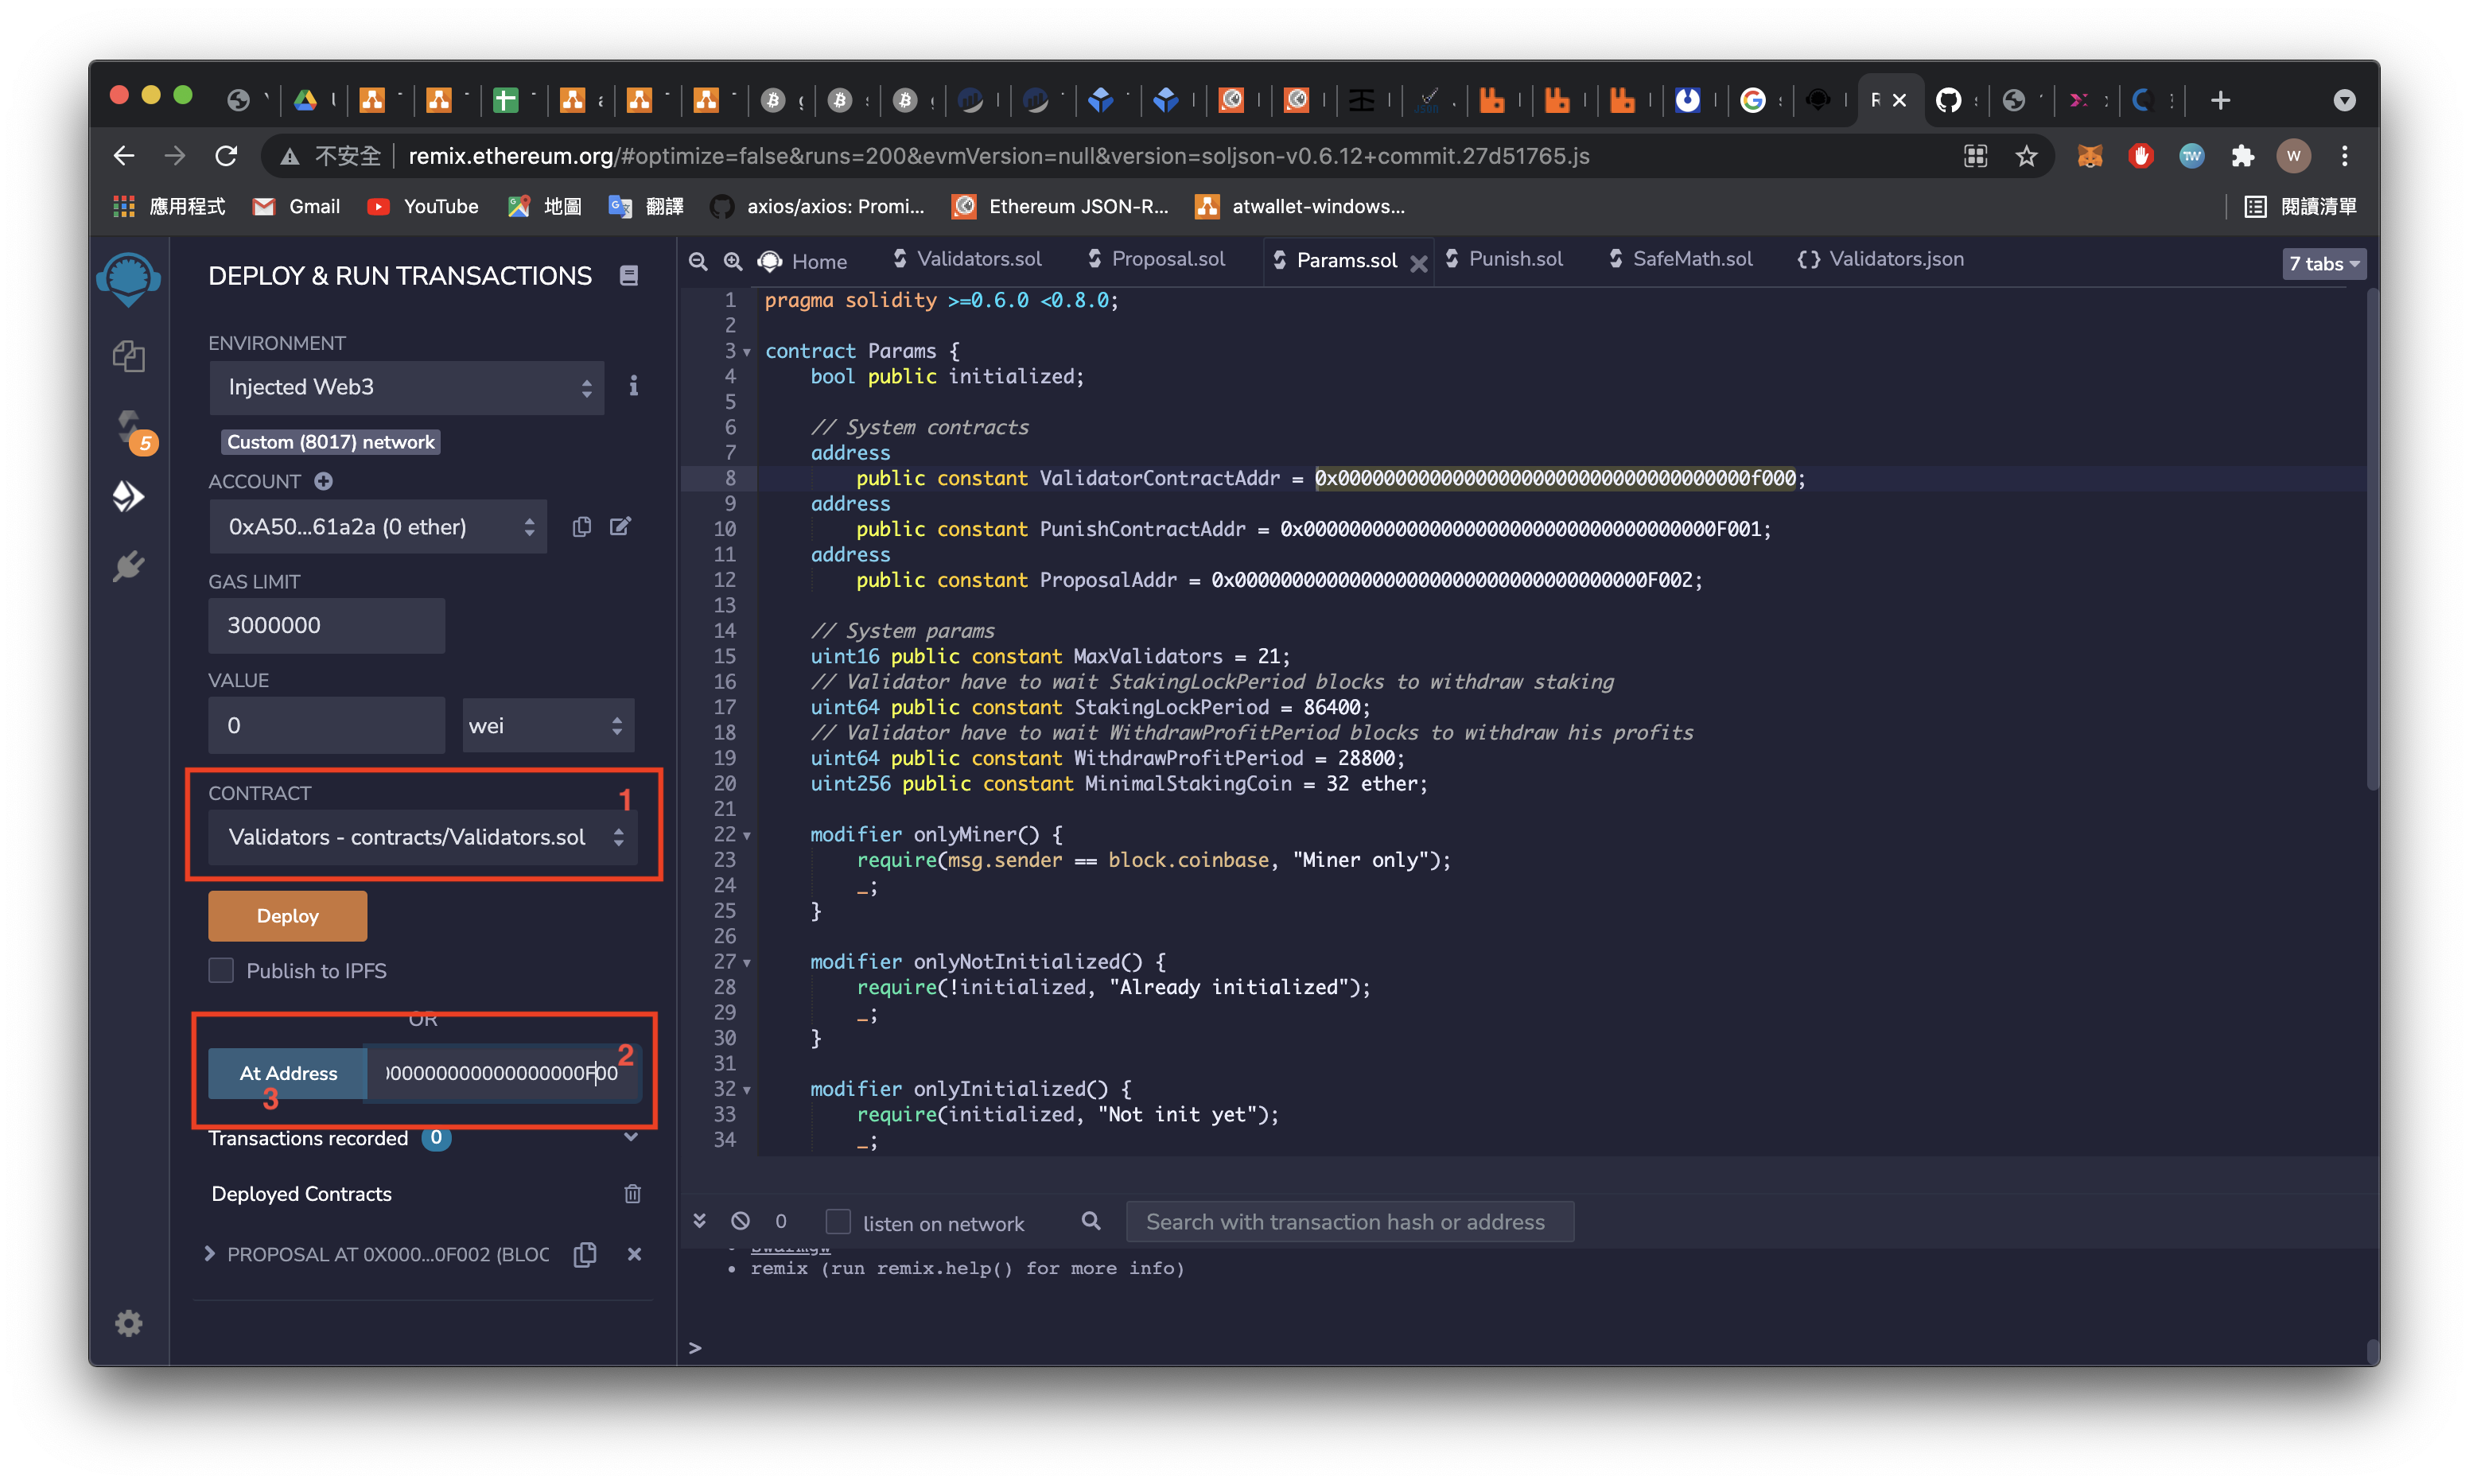 不安全 remix.ethereum.org/#optimize=false&runs=200&evmVersion=null&version=soljson-v0.6.12+commit.27d51765.js
應用程式 Gmail YouTube 地圖 翻譯 axios/axios: Promi... Ethereum JSON-R... atwallet-windows... 閱讀清單
DEPLOY & RUN TRANSACTIONS
ENVIRONMENT
Injected Web3
Custom (8017) network
ACCOUNT
0xA50...61a2a (0 ether)
GAS LIMIT
3000000
VALUE
0 wei
CONTRACT 1
Validators - contracts/Validators.sol
Deploy
Publish to IPFS
OR
At Address 000000000000000000F00 2
3
Transactions recorded 0
Deployed Contracts
PROPOSAL AT 0X000...0F002 (BLOC
5
Home Validators.sol Proposal.sol Params.sol Punish.sol SafeMath.sol {} Validators.json 7 tabs
1 pragma solidity >=0.6.0 <0.8.0;
2
3 contract Params {
4 bool public initialized;
5
6 // System contracts
7 address
8 public constant ValidatorContractAddr = 0x000000000000000000000000000000000000f000;
9 address
10 public constant PunishContractAddr = 0x000000000000000000000000000000000000F001;
11 address
12 public constant ProposalAddr = 0x000000000000000000000000000000000000F002;
13
14 // System params
15 uint16 public constant MaxValidators = 21;
16 // Validator have to wait StakingLockPeriod blocks to withdraw staking
17 uint64 public constant StakingLockPeriod = 86400;
18 // Validator have to wait WithdrawProfitPeriod blocks to withdraw his profits
19 uint64 public constant WithdrawProfitPeriod = 28800;
20 uint256 public constant MinimalStakingCoin = 32 ether;
21
22 modifier onlyMiner() {
23 require(msg.sender == block.coinbase, "Miner only");
24 _;
25 }
26
27 modifier onlyNotInitialized() {
28 require(!initialized, "Already initialized");
29 _;
30 }
31
32 modifier onlyInitialized() {
33 require(initialized, "Not init yet");
34 _;
0 listen on network Search with transaction hash or address
• remix (run remix.help() for more info)
>